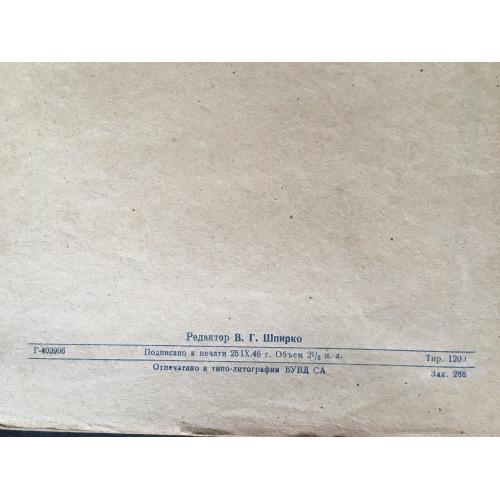 Редактор В. Г. Шпирко
Г-403906 Подписано к печати 25 IX.46 г. Объем 2½ п. л. Тир. 1200
Отпечатано в типо-литографии ВУВД СА Зак. 288